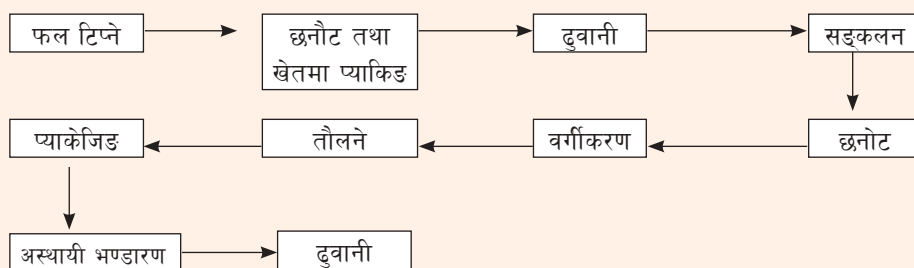 फल टिप्ने
छनौट तथा
खेतमा प्याकिङ
ढुवानी
सङ्कलन
छनोट
वर्गीकरण
तौलने
प्याकेजिङ
अस्थायी भण्डारण
ढुवानी